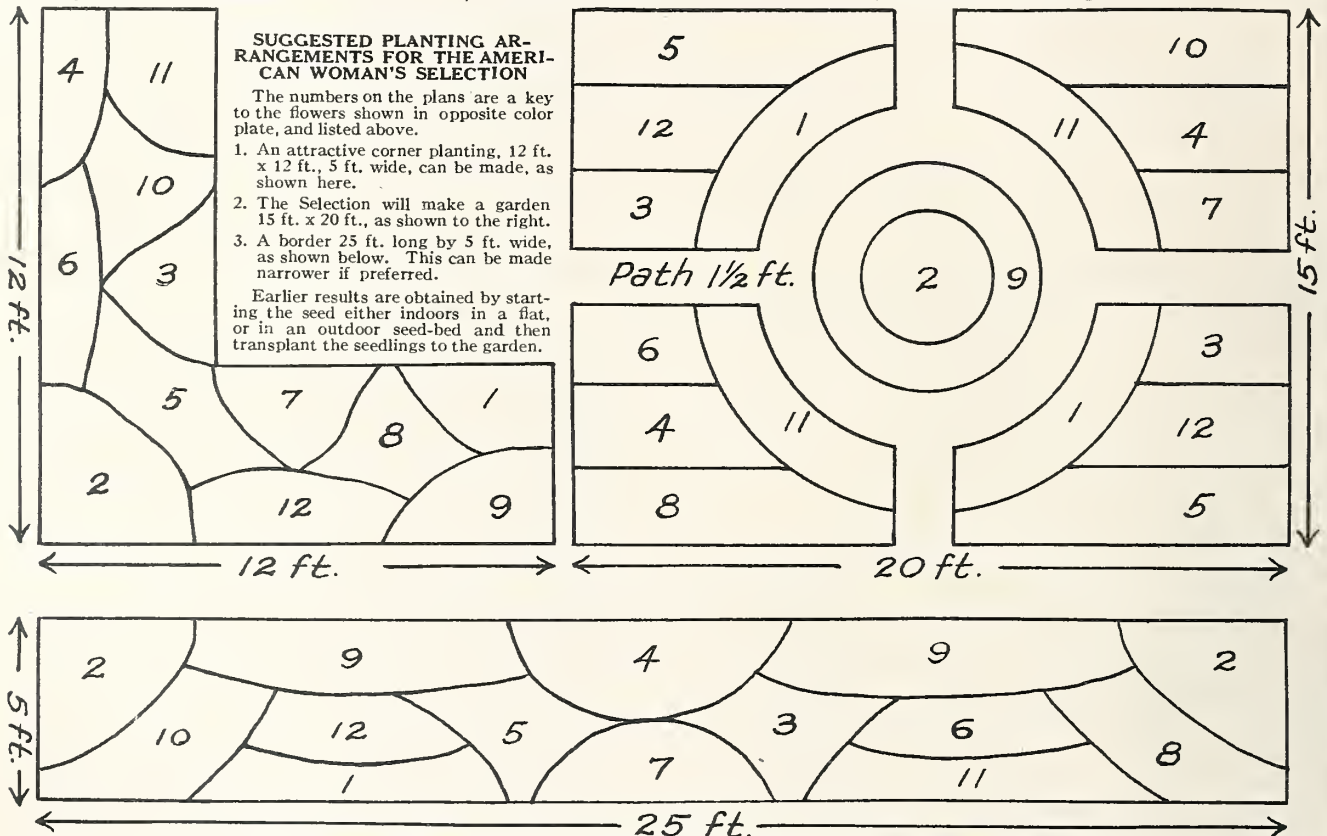 SUGGESTED PLANTING AR-
RANGEMENTS FOR THE AMERI-
CAN WOMAN'S SELECTION
The numbers on the plans are a key
to the flowers shown in opposite color
plate, and listed above.
1. An attractive corner planting, 12 ft.
x 12 ft., 5 ft. wide, can be made, as
shown here.
2. The Selection will make a garden
15 ft. x 20 ft., as shown to the right.
3. A border 25 ft. long by 5 ft. wide,
as shown below. This can be made
narrower if preferred.
Earlier results are obtained by start-
ing the seed either indoors in a flat,
or in an outdoor seed-bed and then
transplant the seedlings to the garden.
4
11
10
6
3
5
7
8
1
2
12
9
12 ft.
12 ft.
5
10
12
1
11
4
3
7
Path 1½ ft.
2
9
6
3
4
11
1
12
8
5
15 ft.
20 ft.
2
9
4
9
2
10
12
5
3
6
8
1
7
11
5 ft.
25 ft.